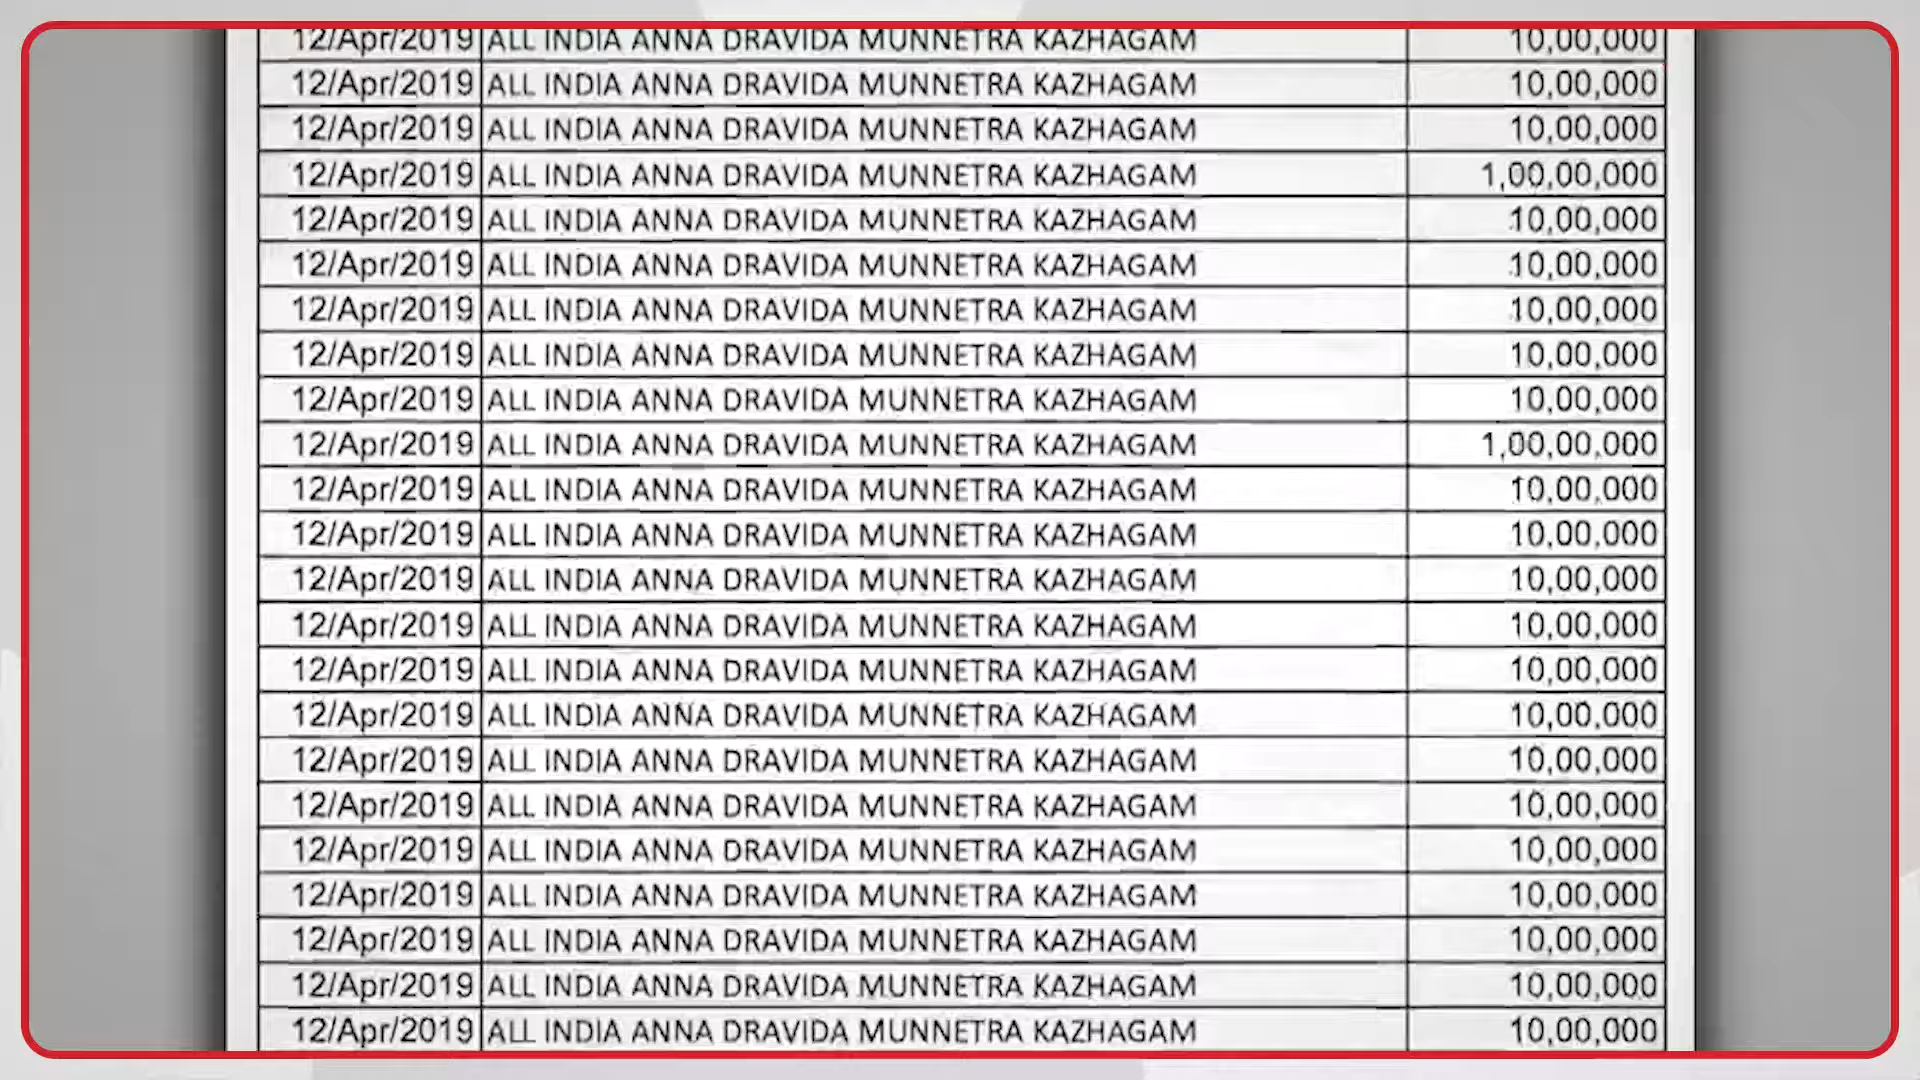 12/Apr/2019 ALL INDIA ANNA DRAVIDA MUNNETRA KAZHAGAM 10,00,000
12/Apr/2019 ALL INDIA ANNA DRAVIDA MUNNETRA KAZHAGAM 10,00,000
12/Apr/2019 ALL INDIA ANNA DRAVIDA MUNNETRA KAZHAGAM 10,00,000
12/Apr/2019 ALL INDIA ANNA DRAVIDA MUNNETRA KAZHAGAM 1,00,00,000
12/Apr/2019 ALL INDIA ANNA DRAVIDA MUNNETRA KAZHAGAM 10,00,000
12/Apr/2019 ALL INDIA ANNA DRAVIDA MUNNETRA KAZHAGAM 10,00,000
12/Apr/2019 ALL INDIA ANNA DRAVIDA MUNNETRA KAZHAGAM 10,00,000
12/Apr/2019 ALL INDIA ANNA DRAVIDA MUNNETRA KAZHAGAM 10,00,000
12/Apr/2019 ALL INDIA ANNA DRAVIDA MUNNETRA KAZHAGAM 10,00,000
12/Apr/2019 ALL INDIA ANNA DRAVIDA MUNNETRA KAZHAGAM 1,00,00,000
12/Apr/2019 ALL INDIA ANNA DRAVIDA MUNNETRA KAZHAGAM 10,00,000
12/Apr/2019 ALL INDIA ANNA DRAVIDA MUNNETRA KAZHAGAM 10,00,000
12/Apr/2019 ALL INDIA ANNA DRAVIDA MUNNETRA KAZHAGAM 10,00,000
12/Apr/2019 ALL INDIA ANNA DRAVIDA MUNNETRA KAZHAGAM 10,00,000
12/Apr/2019 ALL INDIA ANNA DRAVIDA MUNNETRA KAZHAGAM 10,00,000
12/Apr/2019 ALL INDIA ANNA DRAVIDA MUNNETRA KAZHAGAM 10,00,000
12/Apr/2019 ALL INDIA ANNA DRAVIDA MUNNETRA KAZHAGAM 10,00,000
12/Apr/2019 ALL INDIA ANNA DRAVIDA MUNNETRA KAZHAGAM 10,00,000
12/Apr/2019 ALL INDIA ANNA DRAVIDA MUNNETRA KAZHAGAM 10,00,000
12/Apr/2019 ALL INDIA ANNA DRAVIDA MUNNETRA KAZHAGAM 10,00,000
12/Apr/2019 ALL INDIA ANNA DRAVIDA MUNNETRA KAZHAGAM 10,00,000
12/Apr/2019 ALL INDIA ANNA DRAVIDA MUNNETRA KAZHAGAM 10,00,000
12/Apr/2019 ALL INDIA ANNA DRAVIDA MUNNETRA KAZHAGAM 10,00,000